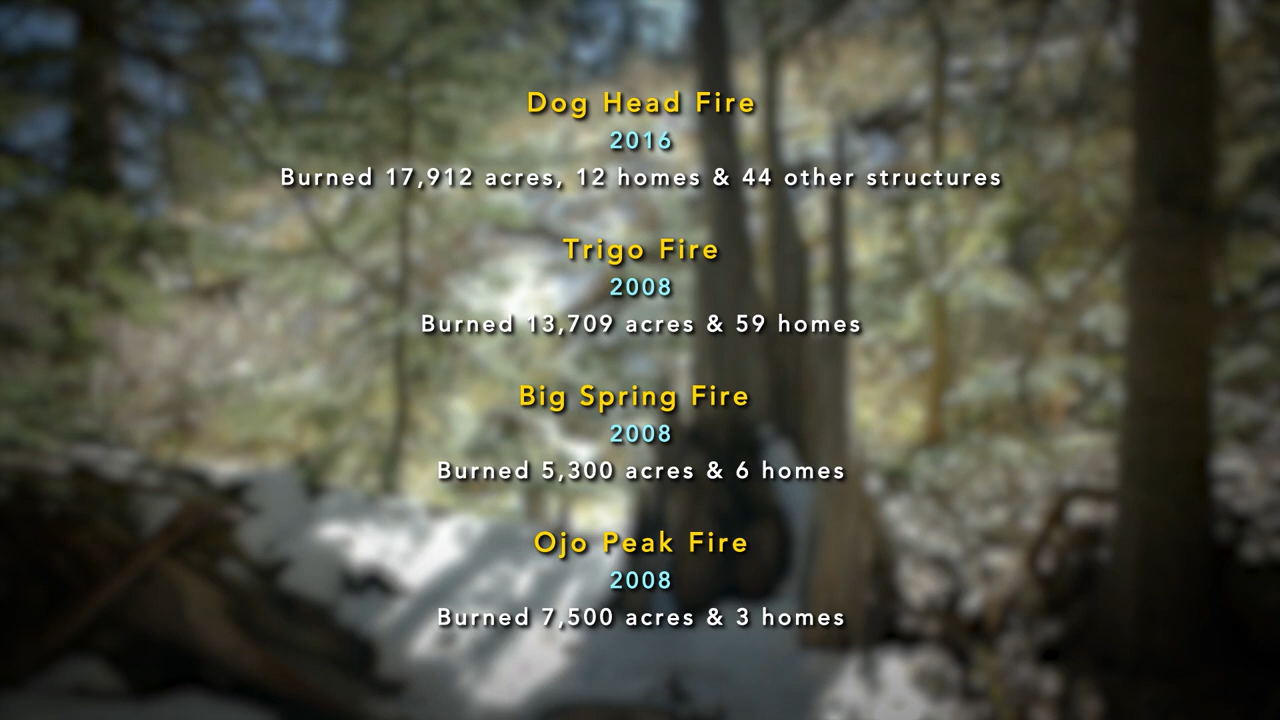 Dog Head Fire
2016
Burned 17,912 acres, 12 homes & 44 other structures
Trigo Fire
2008
Burned 13,709 acres & 59 homes
Big Spring Fire
2008
Burned 5,300 acres & 6 homes
Ojo Peak Fire
2008
Burned 7,500 acres & 3 homes